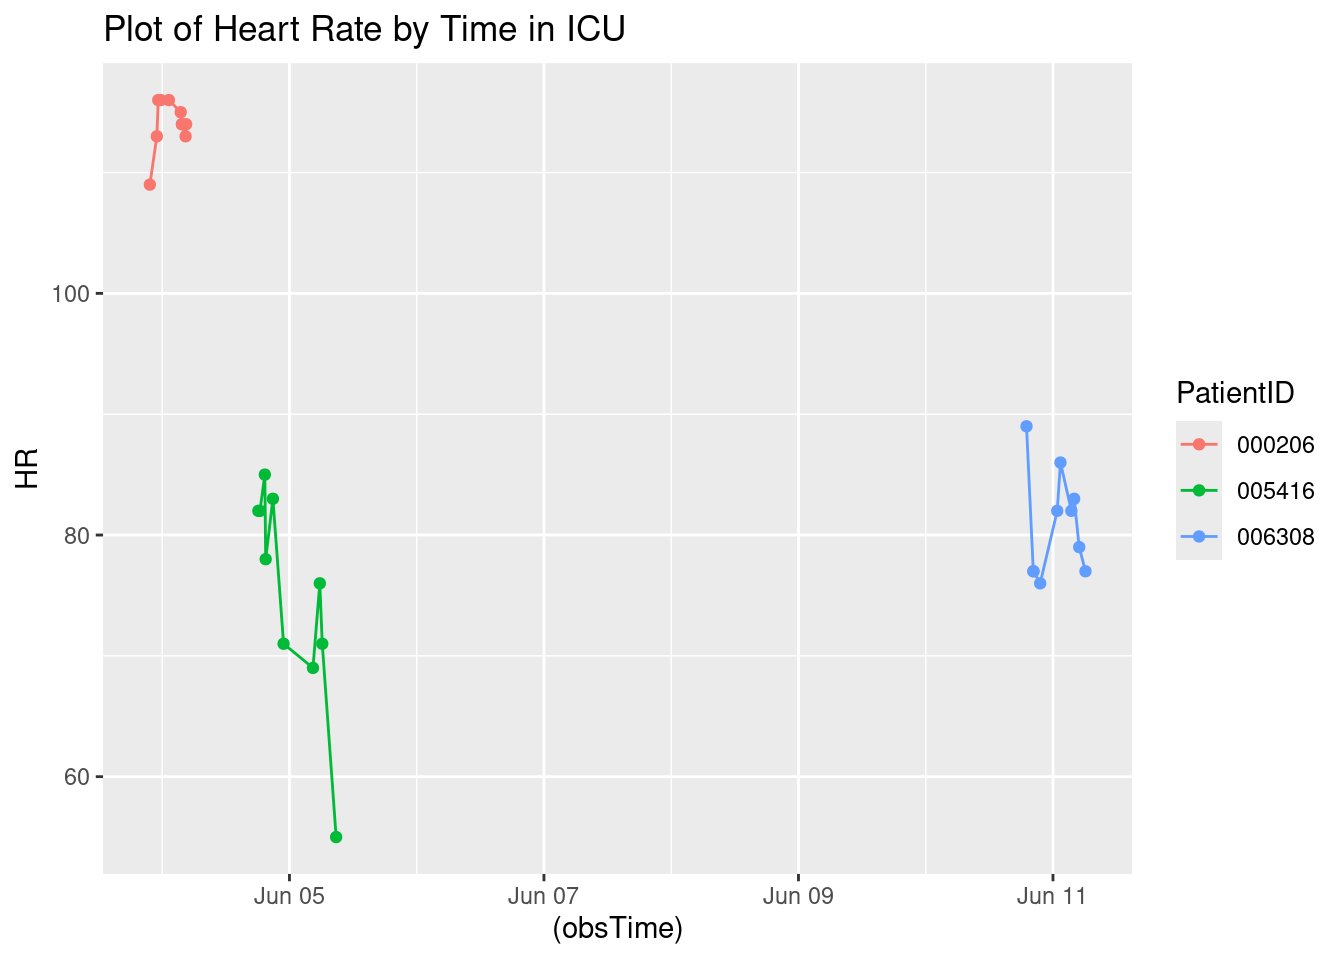 Plot of Heart Rate by Time in ICU
HR
100
80
60
Jun 05
Jun 07
Jun 09
Jun 11
(obsTime)
PatientID
000206
005416
006308